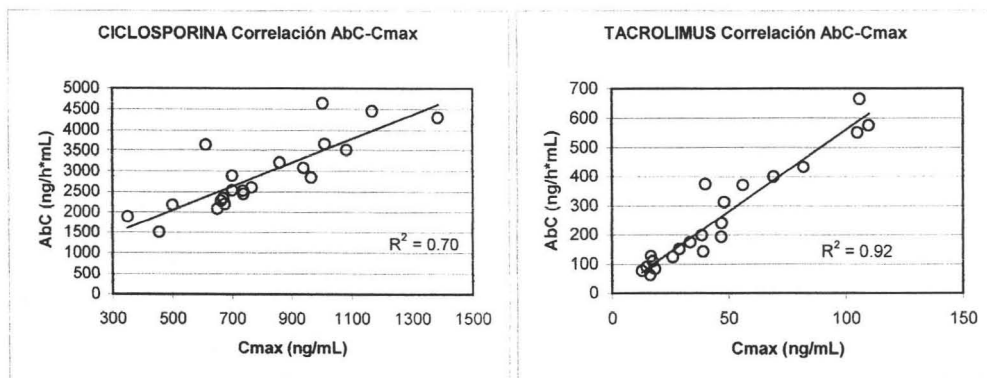 CICLOSPORINA Correlación AbC-Cmax
5000
4500
4000
3500
3000
2500
2000
1500
1000
5000
0
AbC (ng/h*mL)
R² = 0.70
300 500 700 900 1100 1300 1500
Cmax (ng/mL)
TACROLIMUS Correlación AbC-Cmax
700
600
500
400
300
200
100
0
AbC (ng/h*mL)
R² = 0.92
0 50 100 150
Cmax (ng/mL)